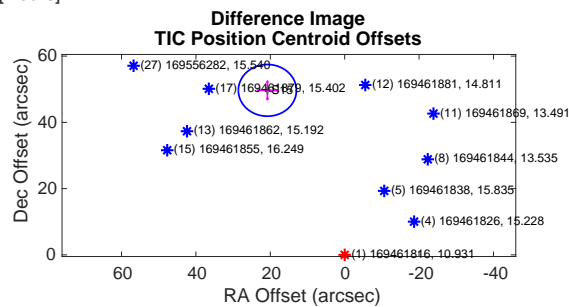 Difference Image
TIC Position Centroid Offsets
60
(27) 169556282, 15.540
(17) 169461879, 15.402
S15
(12) 169461881, 14.811
(11) 169461869, 13.491
40
(13) 169461862, 15.192
(15) 169461855, 16.249
(8) 169461844, 13.535
20
(5) 169461838, 15.835
(4) 169461826, 15.228
0
(1) 169461816, 10.931
Dec Offset (arcsec)
60 40 20 0 -20 -40
RA Offset (arcsec)